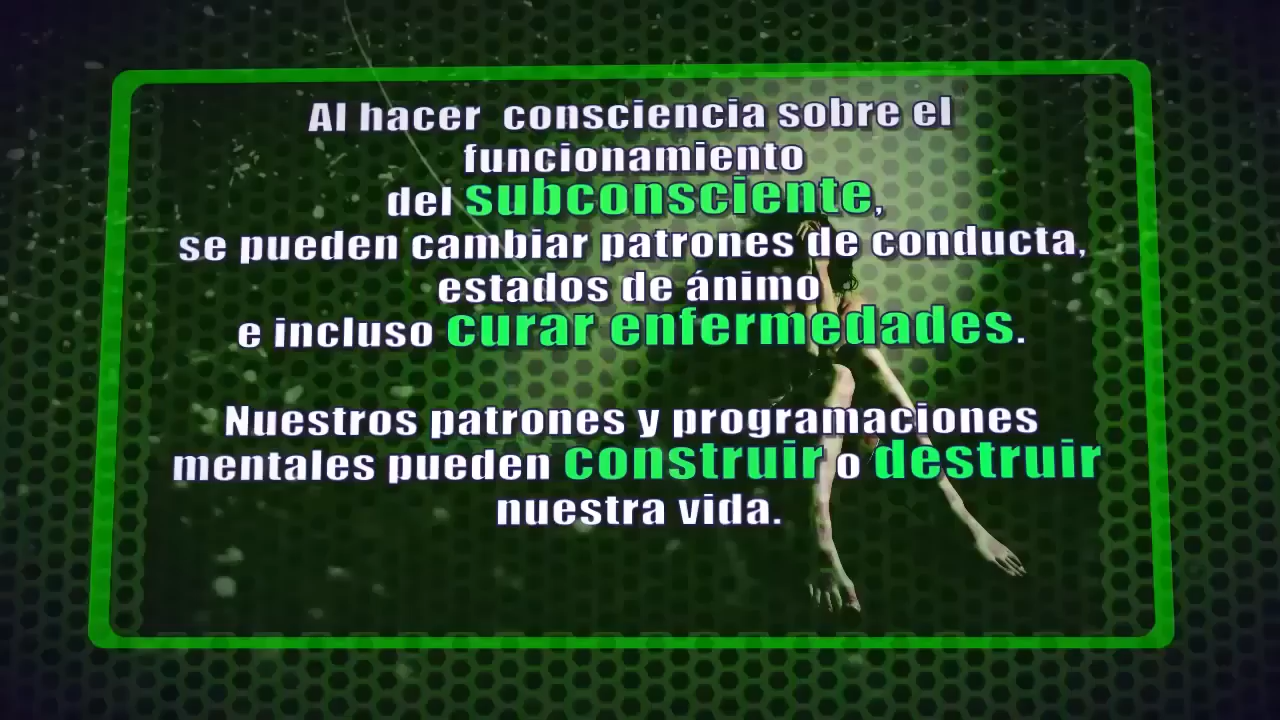 Al hacer consciencia sobre el
funcionamiento
del subconsciente,
se pueden cambiar patrones de conducta,
estados de ánimo
e incluso curar enfermedades.
Nuestros patrones y programaciones
mentales pueden construir o destruir
nuestra vida.